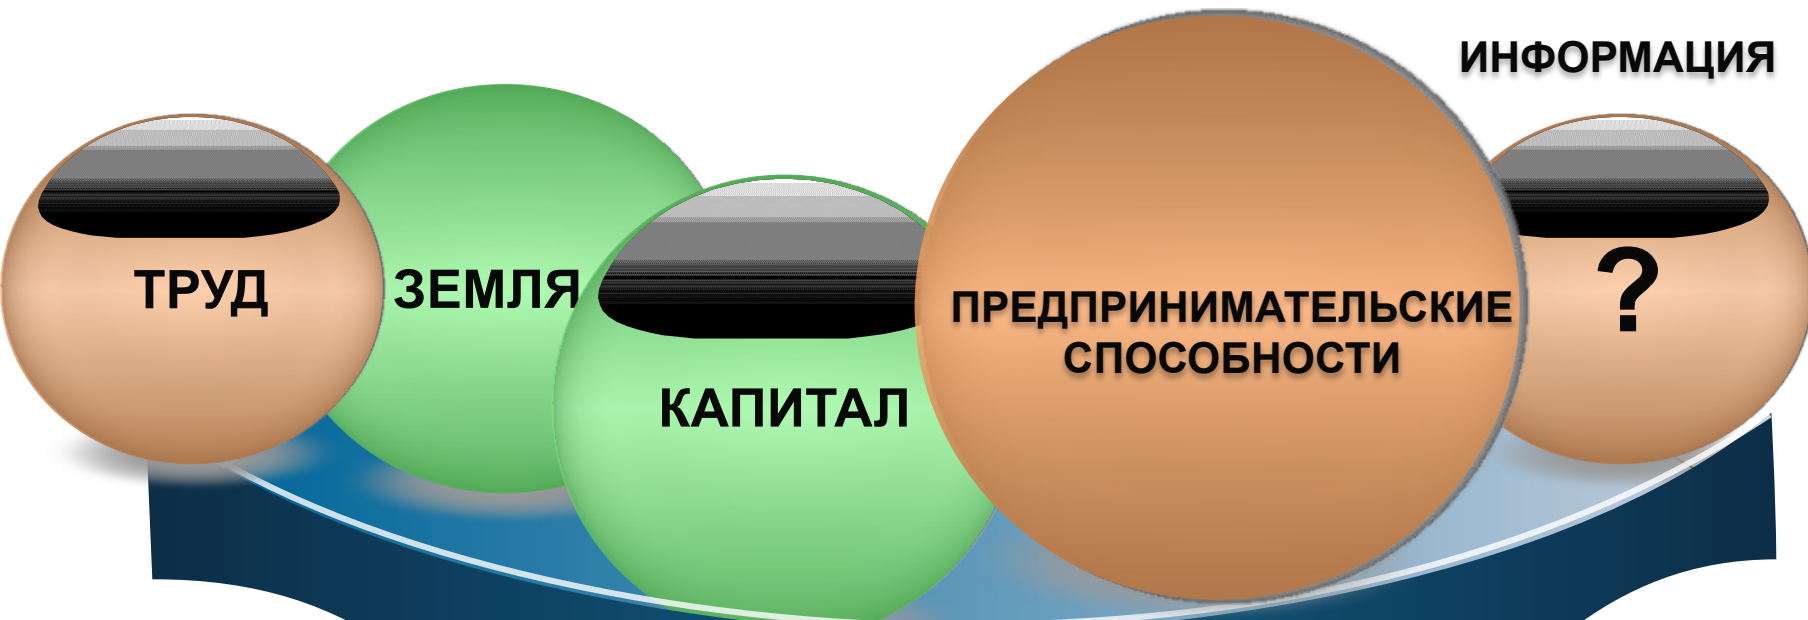 ТРУД
ЗЕМЛЯ
КАПИТАЛ
ПРЕДПРИНИМАТЕЛЬСКИЕ
СПОСОБНОСТИ
ИНФОРМАЦИЯ
?